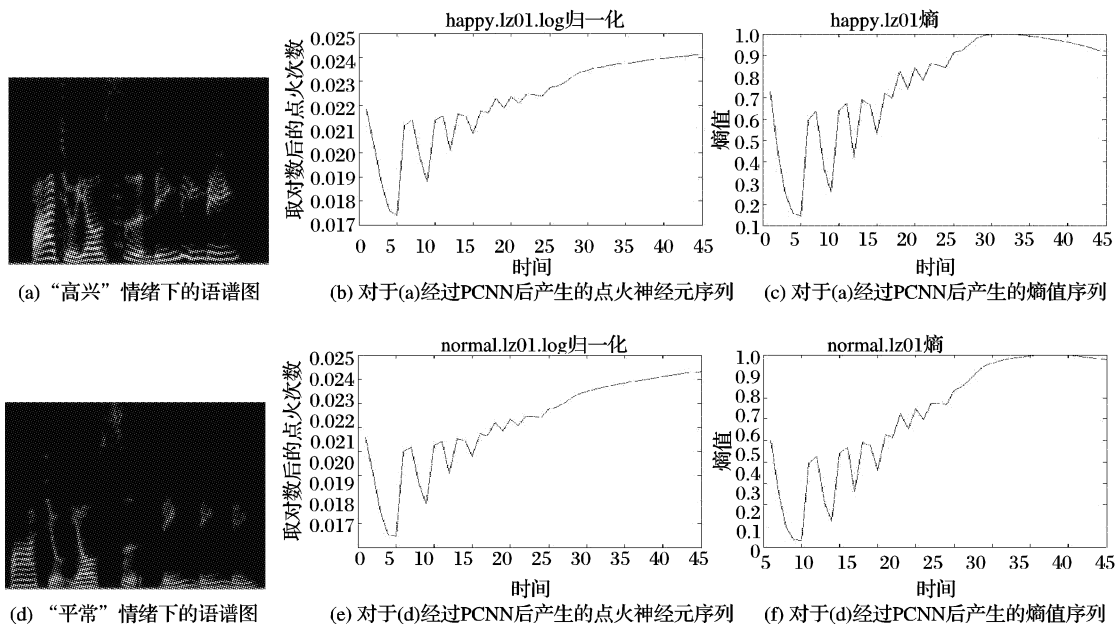 happy.lz01.log归一化
取对数后的点火次数
0.025
0.024
0.023
0.022
0.021
0.020
0.019
0.018
0.017
0 5 10 15 20 25 30 35 40 45
时间
happy.lz01熵
熵值
1.0
0.9
0.8
0.7
0.6
0.5
0.4
0.3
0.2
0.1
0 5 10 15 20 25 30 35 40 45
时间
(a) “高兴”情绪下的语谱图
(b) 对于(a)经过PCNN后产生的点火神经元序列
(c) 对于(a)经过PCNN后产生的熵值序列
normal.lz01.log归一化
取对数后的点火次数
0.025
0.024
0.023
0.022
0.021
0.020
0.019
0.018
0.017
0 5 10 15 20 25 30 35 40 45
时间
normal.lz01熵
熵值
1.0
0.9
0.8
0.7
0.6
0.5
0.4
0.3
0.2
0.1
0
5 10 15 20 25 30 35 40 45
时间
(d) “平常”情绪下的语谱图
(e) 对于(d)经过PCNN后产生的点火神经元序列
(f) 对于(d)经过PCNN后产生的熵值序列